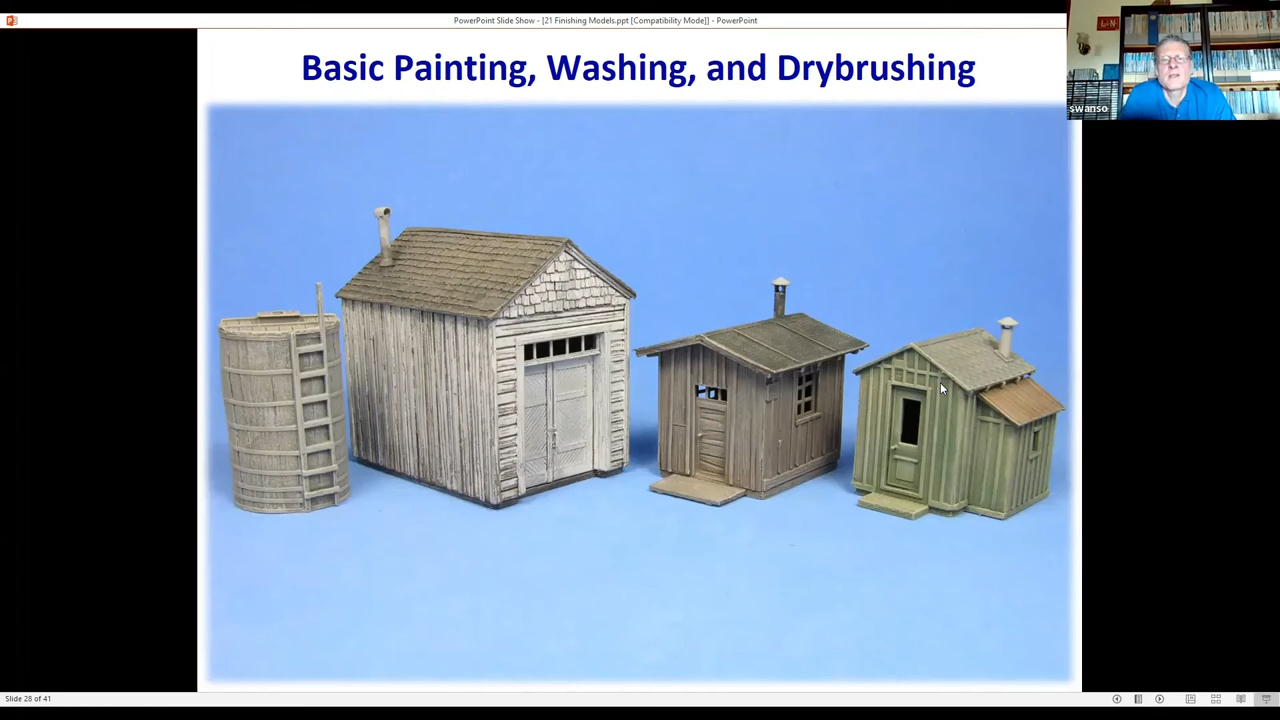 PowerPoint Slide Show - [21 Finishing Models.ppt [Compatibility Mode]] - PowerPoint
Basic Painting, Washing, and Drybrushing
swanso
Slide 28 of 41